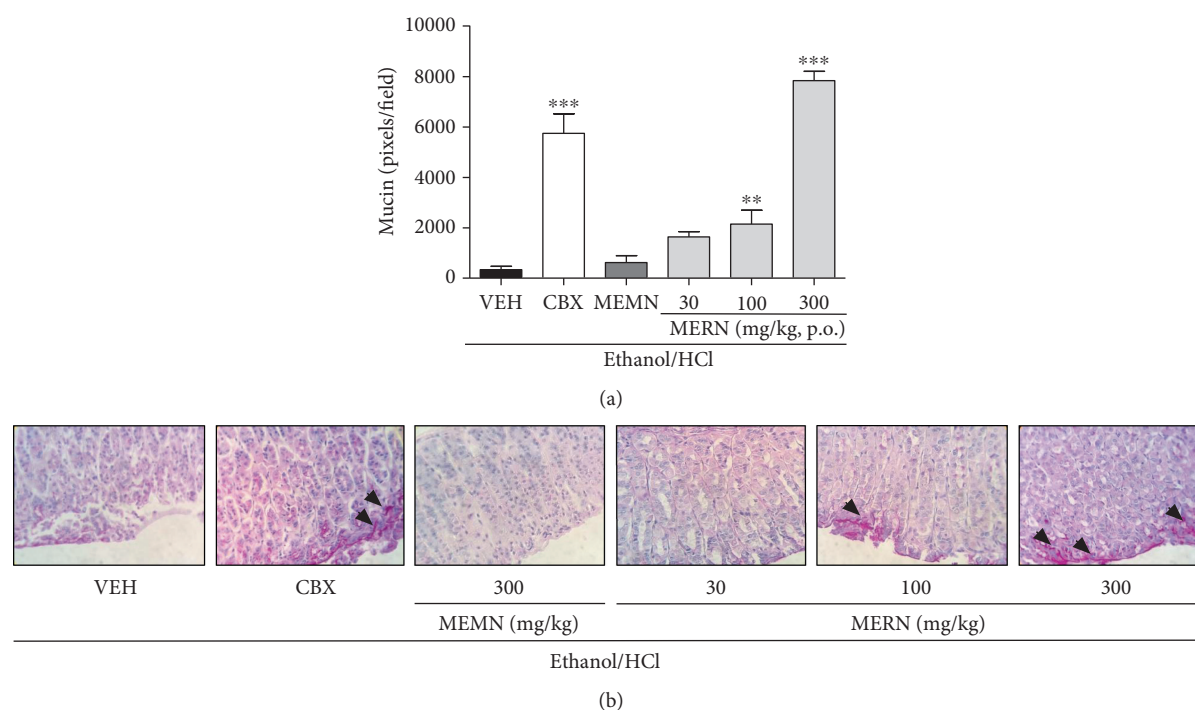 10000
8000
6000
4000
2000
0
Mucin (pixels/field)
***
**
***
VEH CBX MEMN 30 100 300
MERN (mg/kg, p.o.)
Ethanol/HCl
(a)
VEH CBX 300 30 100 300
MEMN (mg/kg) MERN (mg/kg)
Ethanol/HCl
(b)